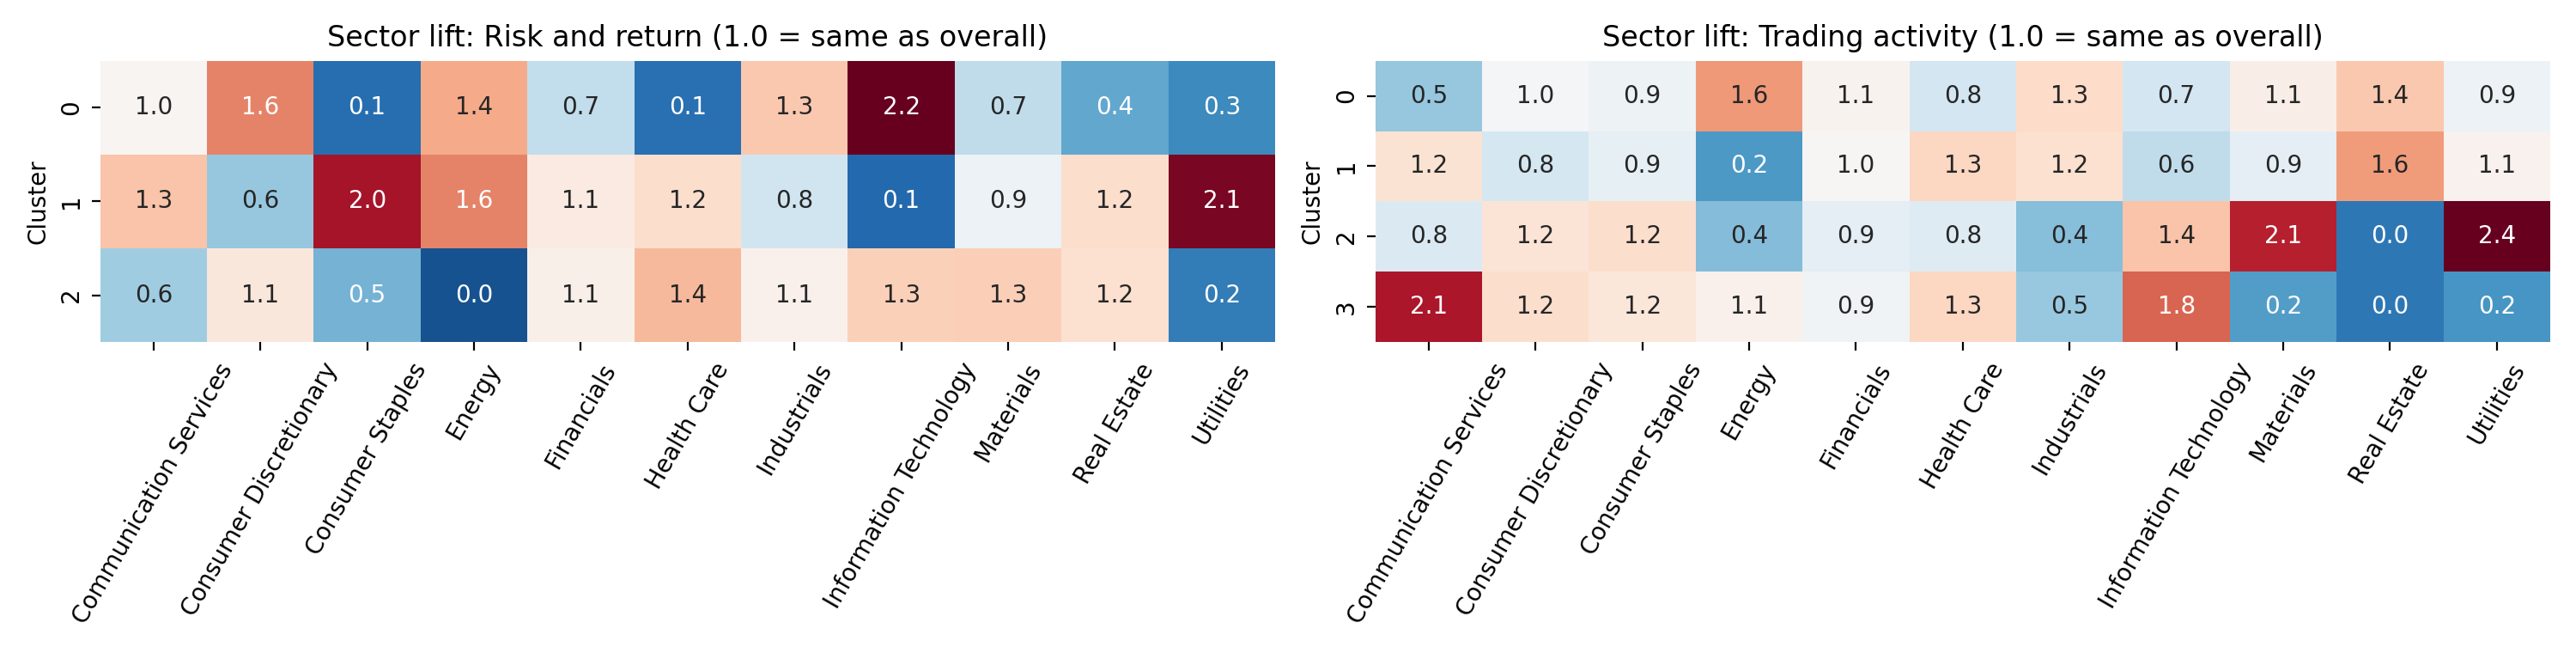 Sector lift: Risk and return (1.0 = same as overall)
Cluster
0 1.0 1.6 0.1 1.4 0.7 0.1 1.3 2.2 0.7 0.4 0.3
1 1.3 0.6 2.0 1.6 1.1 1.2 0.8 0.1 0.9 1.2 2.1
2 0.6 1.1 0.5 0.0 1.1 1.4 1.1 1.3 1.3 1.2 0.2
Communication Services
Consumer Discretionary
Consumer Staples
Energy
Financials
Health Care
Industrials
Information Technology
Materials
Real Estate
Utilities
Sector lift: Trading activity (1.0 = same as overall)
Cluster
0 0.5 1.0 0.9 1.6 1.1 0.8 1.3 0.7 1.1 1.4 0.9
1 1.2 0.8 0.9 0.2 1.0 1.3 1.2 0.6 0.9 1.6 1.1
2 0.8 1.2 1.2 0.4 0.9 0.8 0.4 1.4 2.1 0.0 2.4
3 2.1 1.2 1.2 1.1 0.9 1.3 0.5 1.8 0.2 0.0 0.2
Communication Services
Consumer Discretionary
Consumer Staples
Energy
Financials
Health Care
Industrials
Information Technology
Materials
Real Estate
Utilities